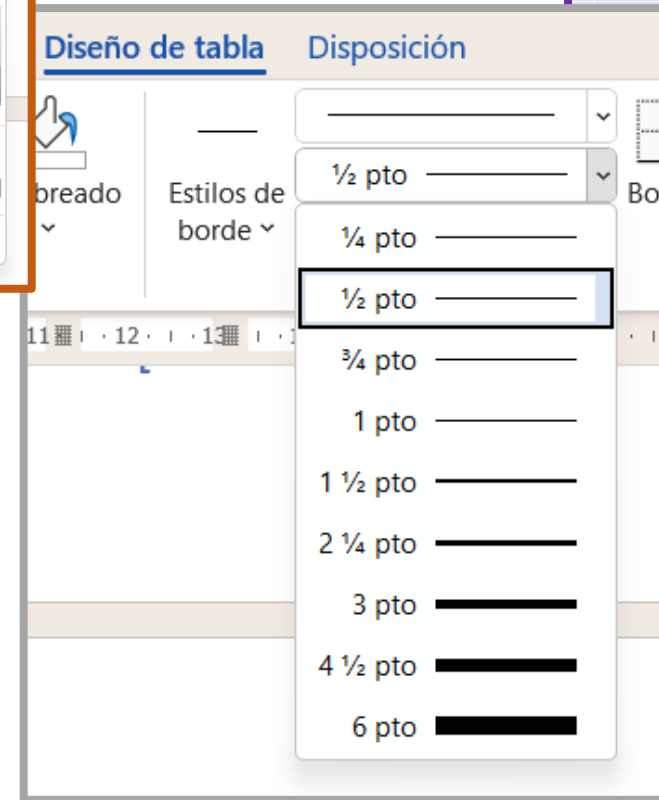 Diseño de tabla Disposición
½ pto
breado
Estilos de
borde
Bo
¼ pto
½ pto
¾ pto
1 pto
1 ½ pto
2 ¼ pto
3 pto
4 ½ pto
6 pto
11 12 13